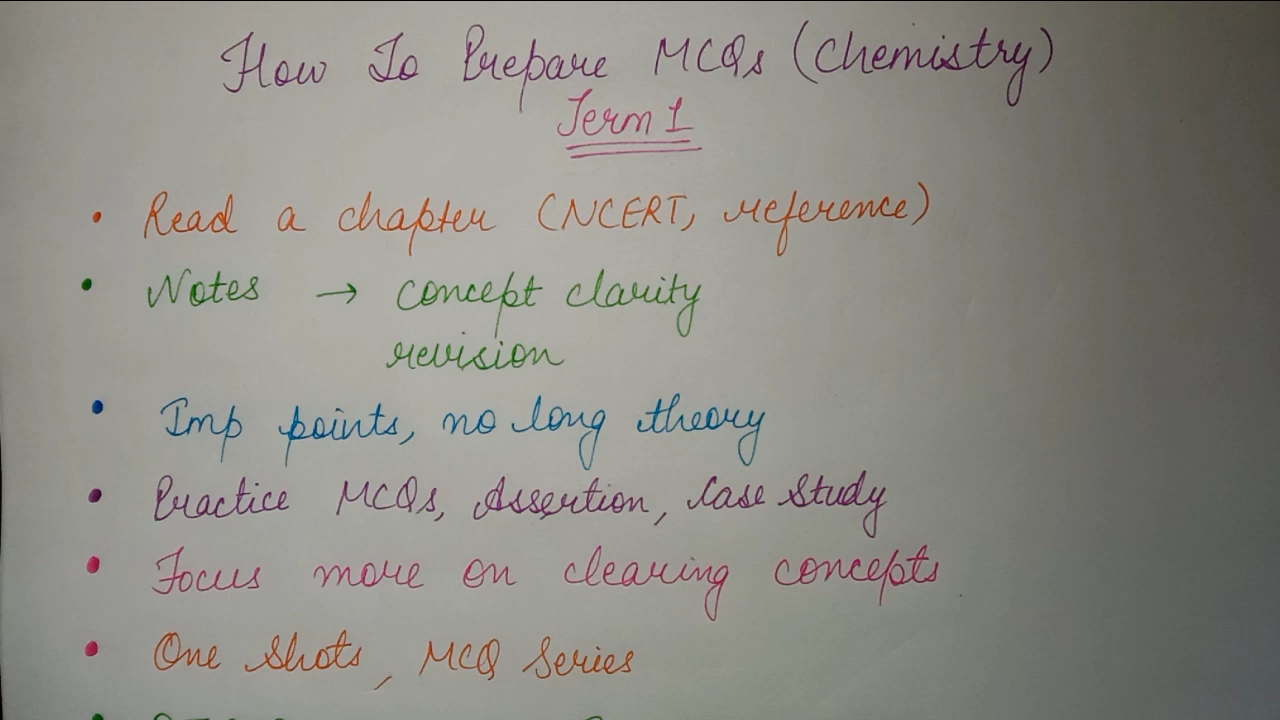 How To Prepare MCQs (Chemistry)
Term 1
• Read a chapter (NCERT, reference)
• Notes → concept clarity
revision
• Imp points, no long theory
• Practice MCQs, Assertion, Case Study
• Focus more on clearing concepts
• One Shots, MCQ Series